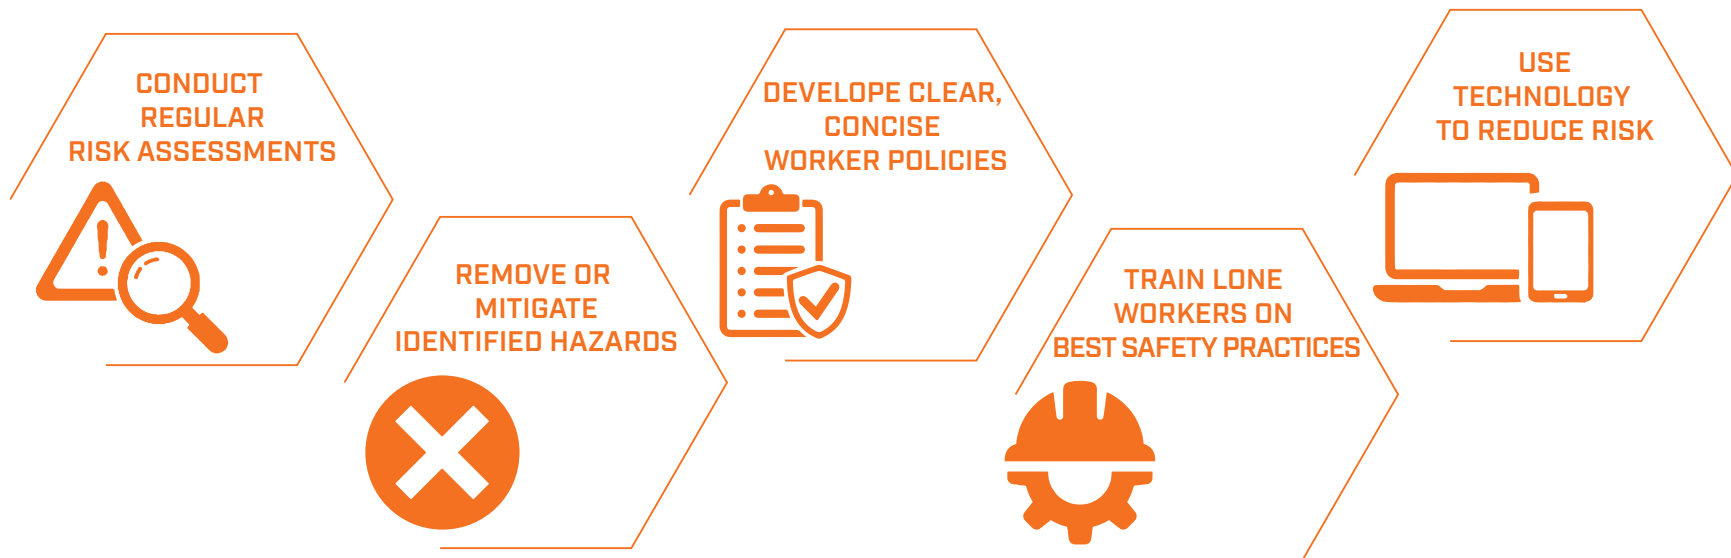 CONDUCT
REGULAR
RISK ASSESSMENTS
REMOVE OR
MITIGATE
IDENTIFIED HAZARDS
DEVELOPE CLEAR,
CONCISE
WORKER POLICIES
TRAIN LONE
WORKERS ON
BEST SAFETY PRACTICES
USE
TECHNOLOGY
TO REDUCE RISK